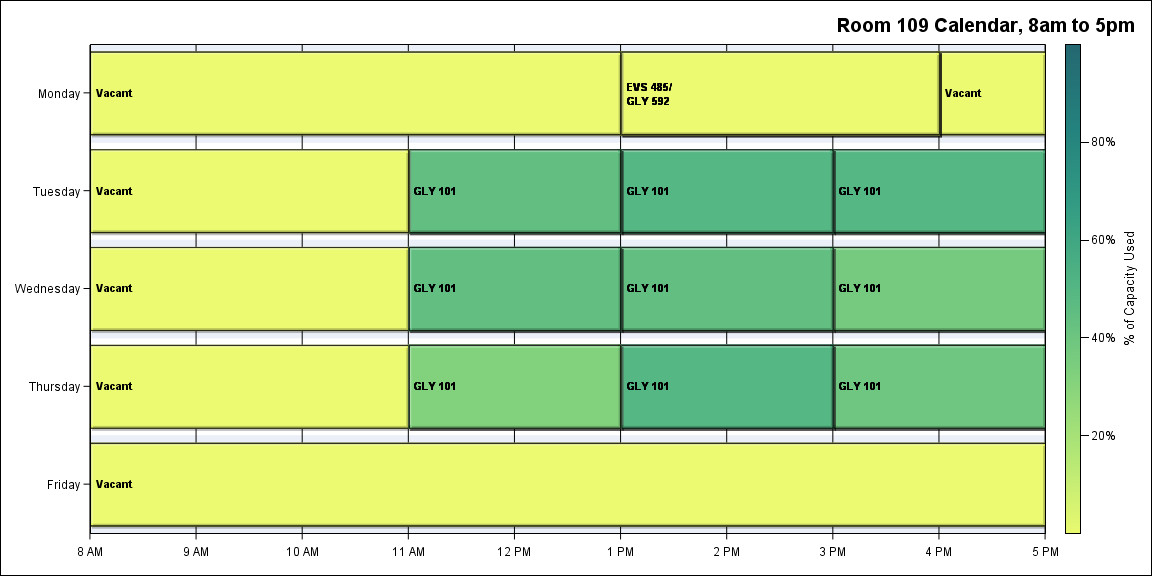 Room 109 Calendar, 8am to 5pm
Monday
Vacant
EVS 485/
GLY 592
Vacant
Tuesday
Vacant
GLY 101
GLY 101
GLY 101
Wednesday
Vacant
GLY 101
GLY 101
GLY 101
Thursday
Vacant
GLY 101
GLY 101
GLY 101
Friday
Vacant
8 AM
9 AM
10 AM
11 AM
12 PM
1 PM
2 PM
3 PM
4 PM
5 PM
80%
60%
40%
20%
% of Capacity Used